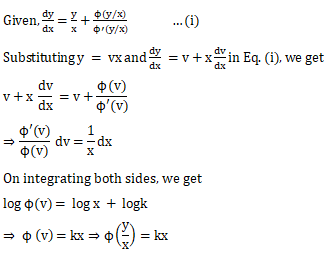 Given, dy/dx = y/x + ϕ(y/x)/ϕ′(y/x) ...(i)
Substituting y = vx and dy/dx = v + x dv/dx in Eq. (i), we get
v + x dv/dx = v + ϕ(v)/ϕ′(v)
⇒ ϕ′(v)/ϕ(v) dv = 1/x dx
On integrating both sides, we get
log ϕ(v) = log x + logk
⇒ ϕ (v) = kx ⇒ ϕ(y/x) = kx